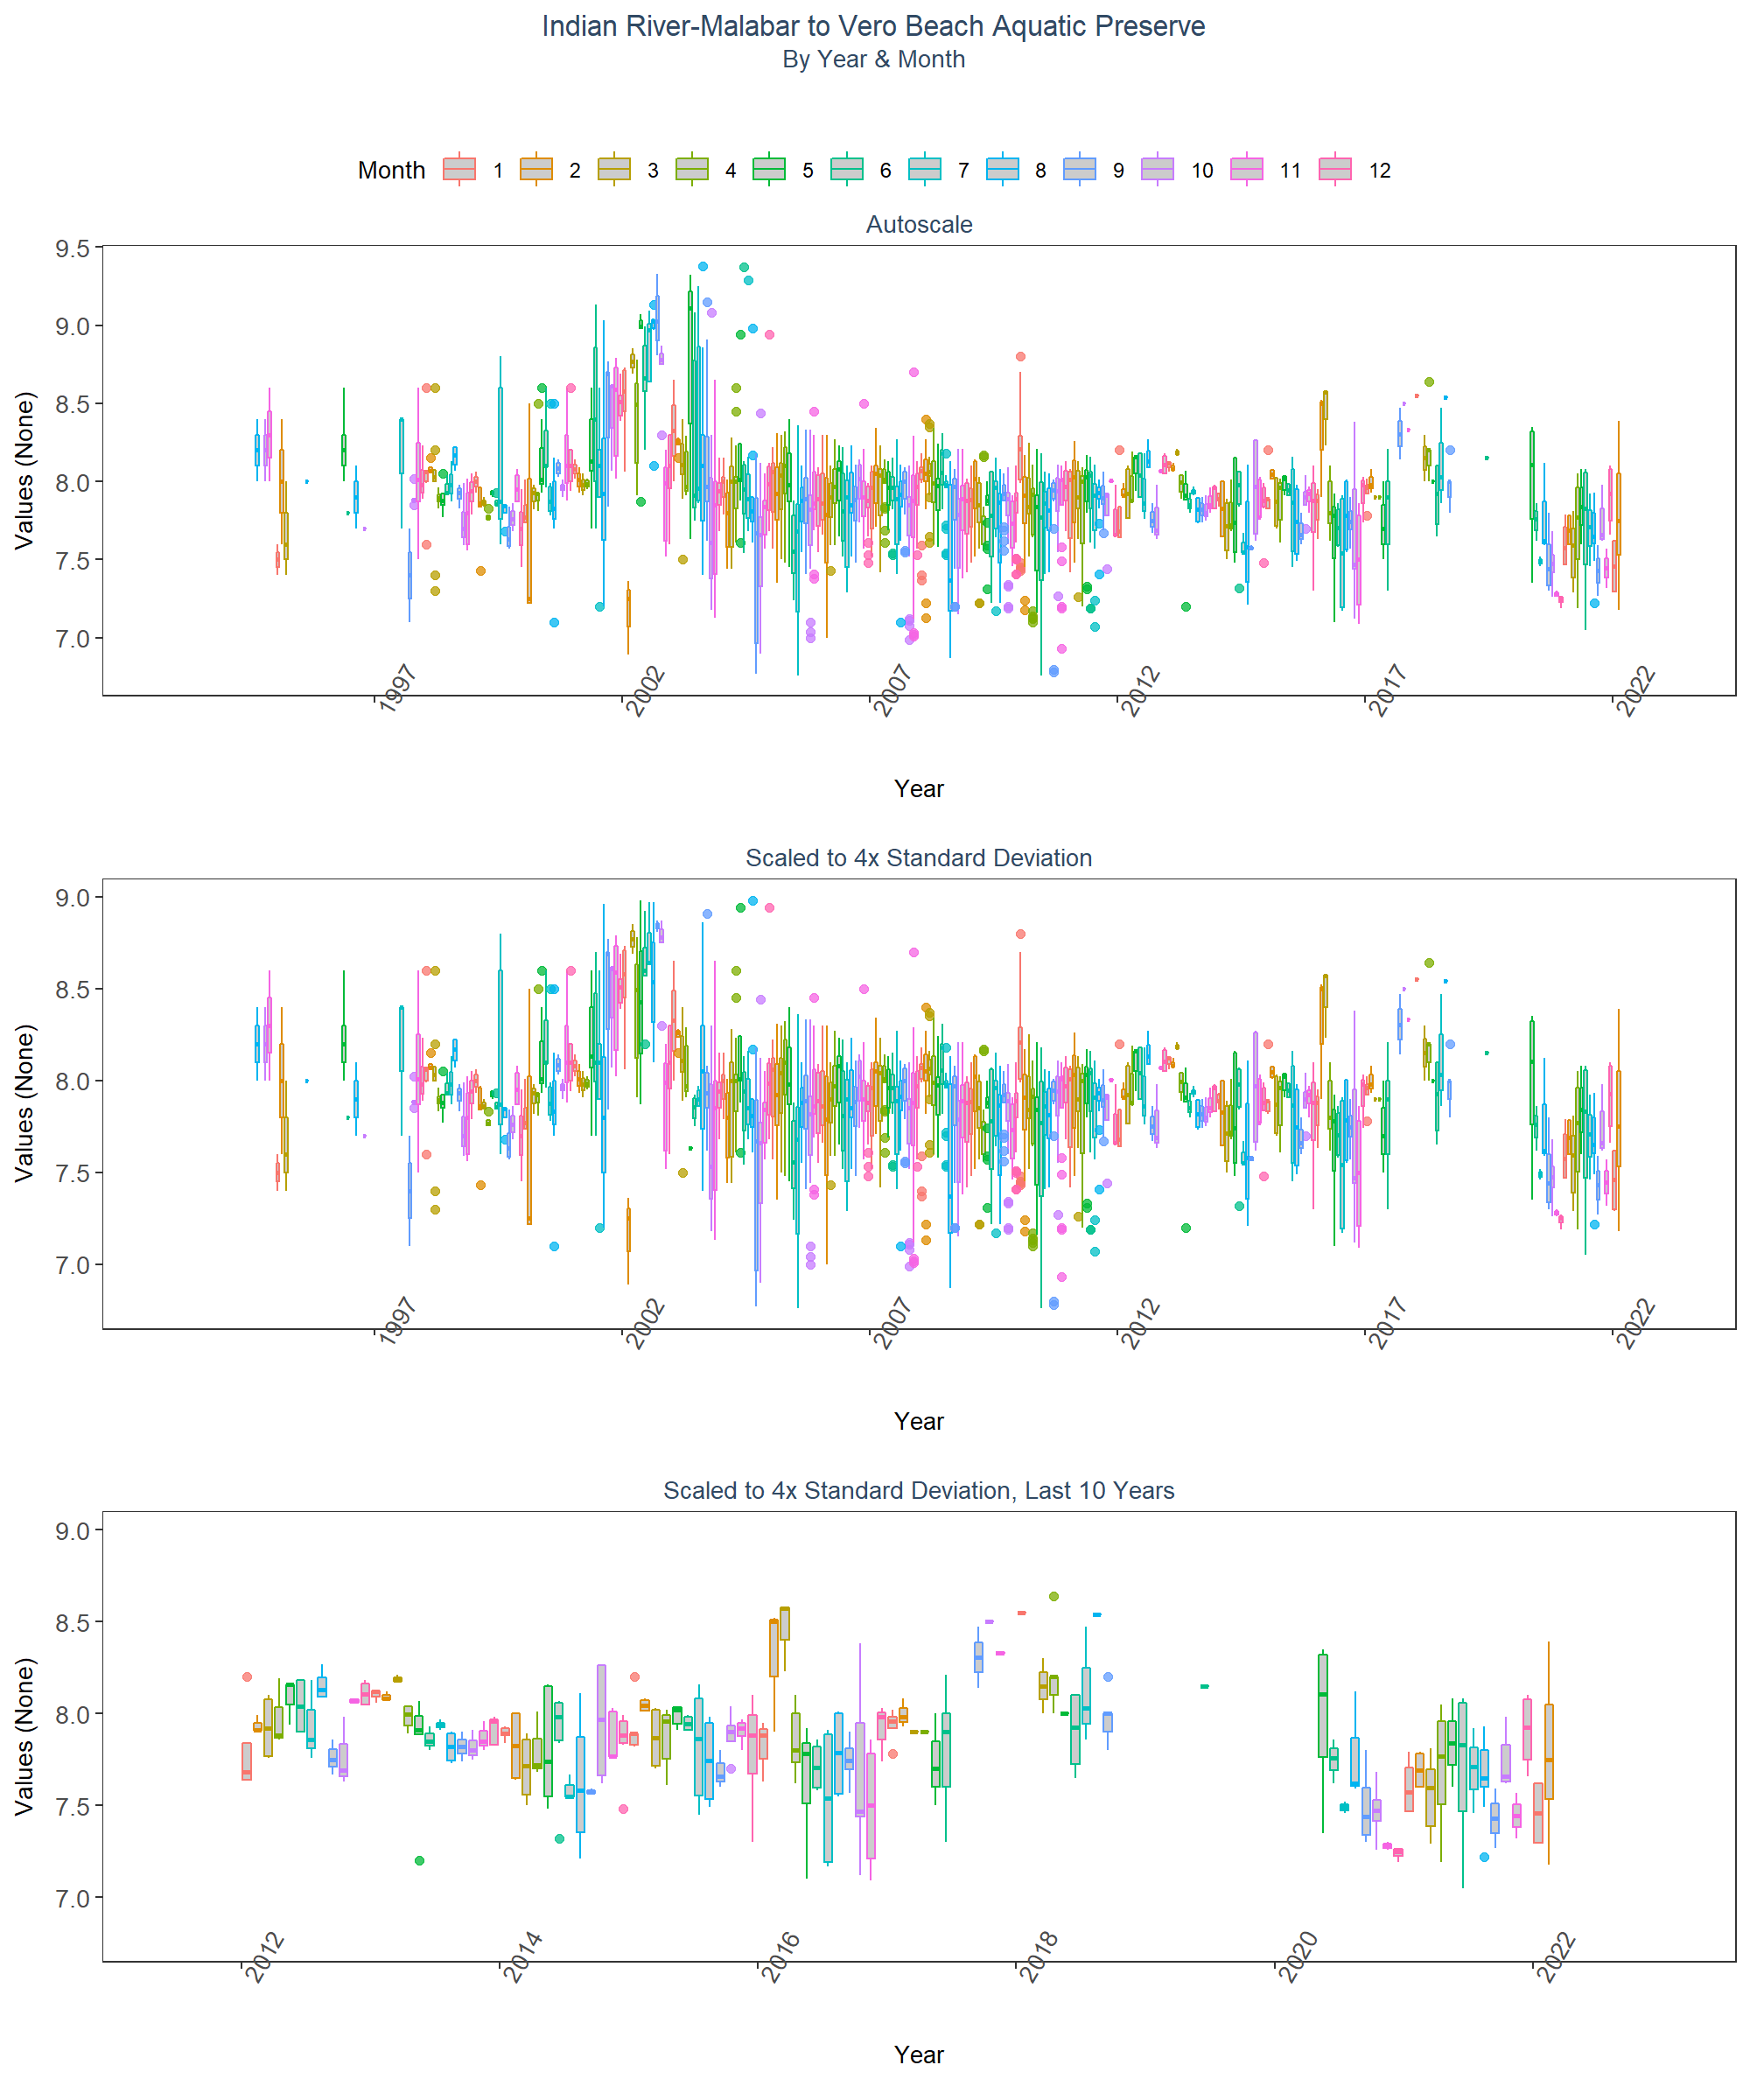 Indian River-Malabar to Vero Beach Aquatic Preserve
By Year & Month
Month 1 2 3 4 5 6 7 8 9 10 11 12
Autoscale
Values (None)
9.5
9.0
8.5
8.0
7.5
7.0
1997 2002 2007 2012 2017 2022
Year
Scaled to 4x Standard Deviation
Values (None)
9.0
8.5
8.0
7.5
7.0
1997 2002 2007 2012 2017 2022
Year
Scaled to 4x Standard Deviation, Last 10 Years
Values (None)
9.0
8.5
8.0
7.5
7.0
2012 2014 2016 2018 2020 2022
Year